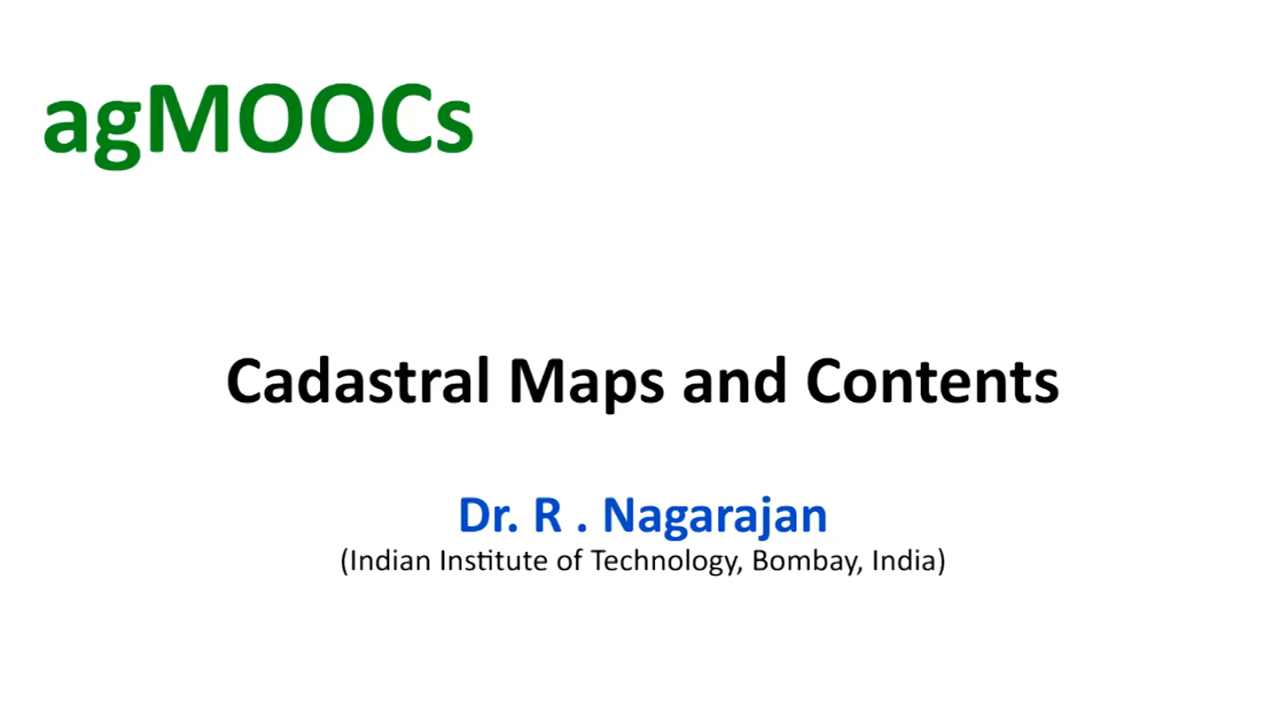 agMOOCs
Cadastral Maps and Contents
Dr. R . Nagarajan
(Indian Institute of Technology, Bombay, India)